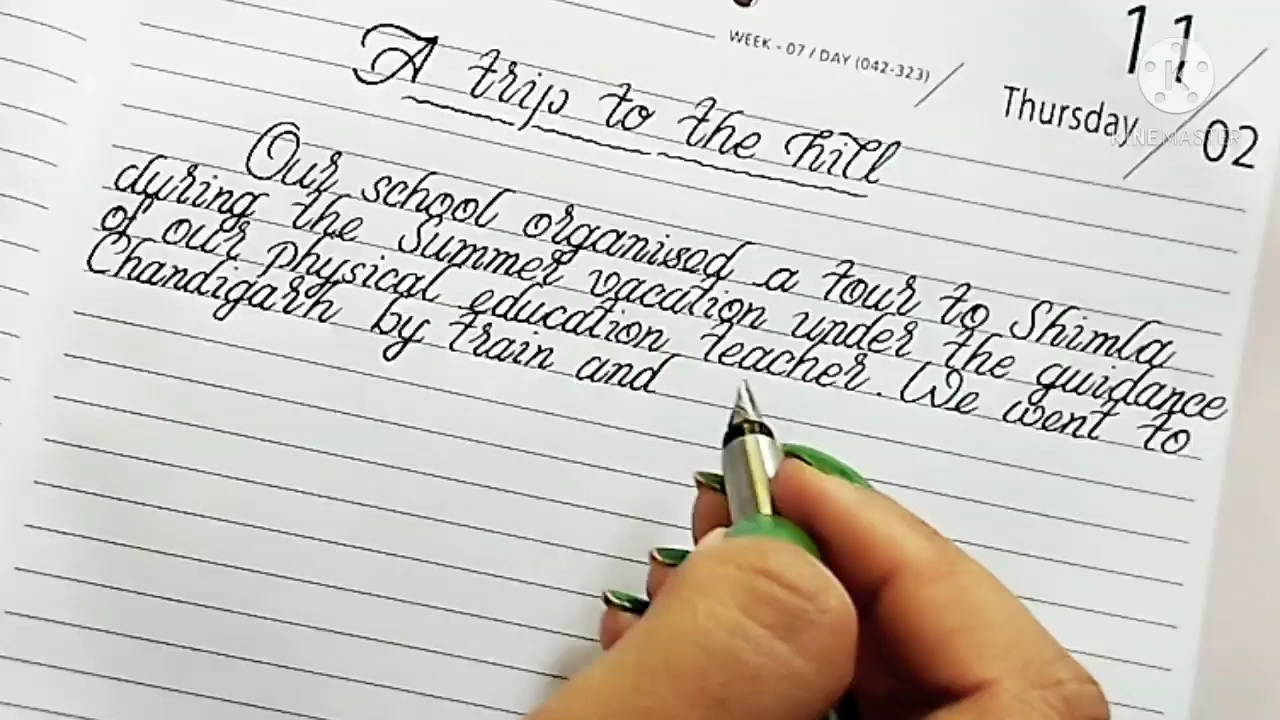 11
WEEK - 07 / DAY (042-323)
Thursday
02
KINEMASTER
A trip to the hill
Our school organised a tour to Shimla
during the Summer vacation under the guidance
of our physical education teacher. We went to
Chandigarh by train and